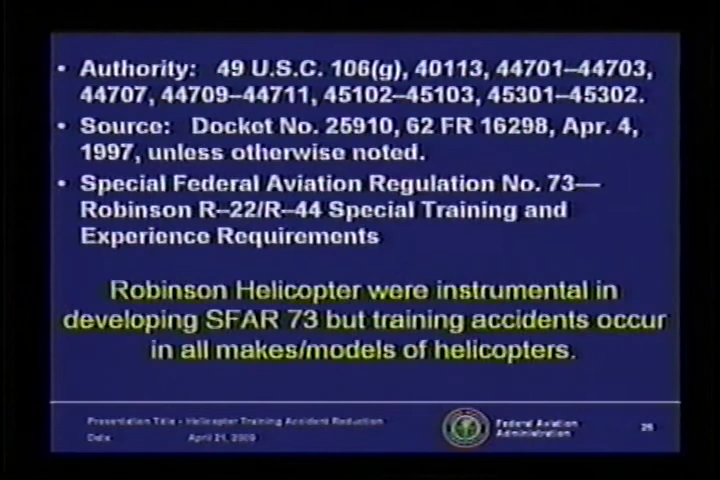 • Authority: 49 U.S.C. 106(g), 40113, 44701–44703,
44707, 44709–44711, 45102–45103, 45301–45302.
• Source: Docket No. 25910, 62 FR 16298, Apr. 4,
1997, unless otherwise noted.
• Special Federal Aviation Regulation No. 73—
Robinson R–22/R–44 Special Training and
Experience Requirements
Robinson Helicopter were instrumental in
developing SFAR 73 but training accidents occur
in all makes/models of helicopters.
Presentation Title - Helicopter Training Accident Reduction
Date April 21,
Federal Aviation
Administration